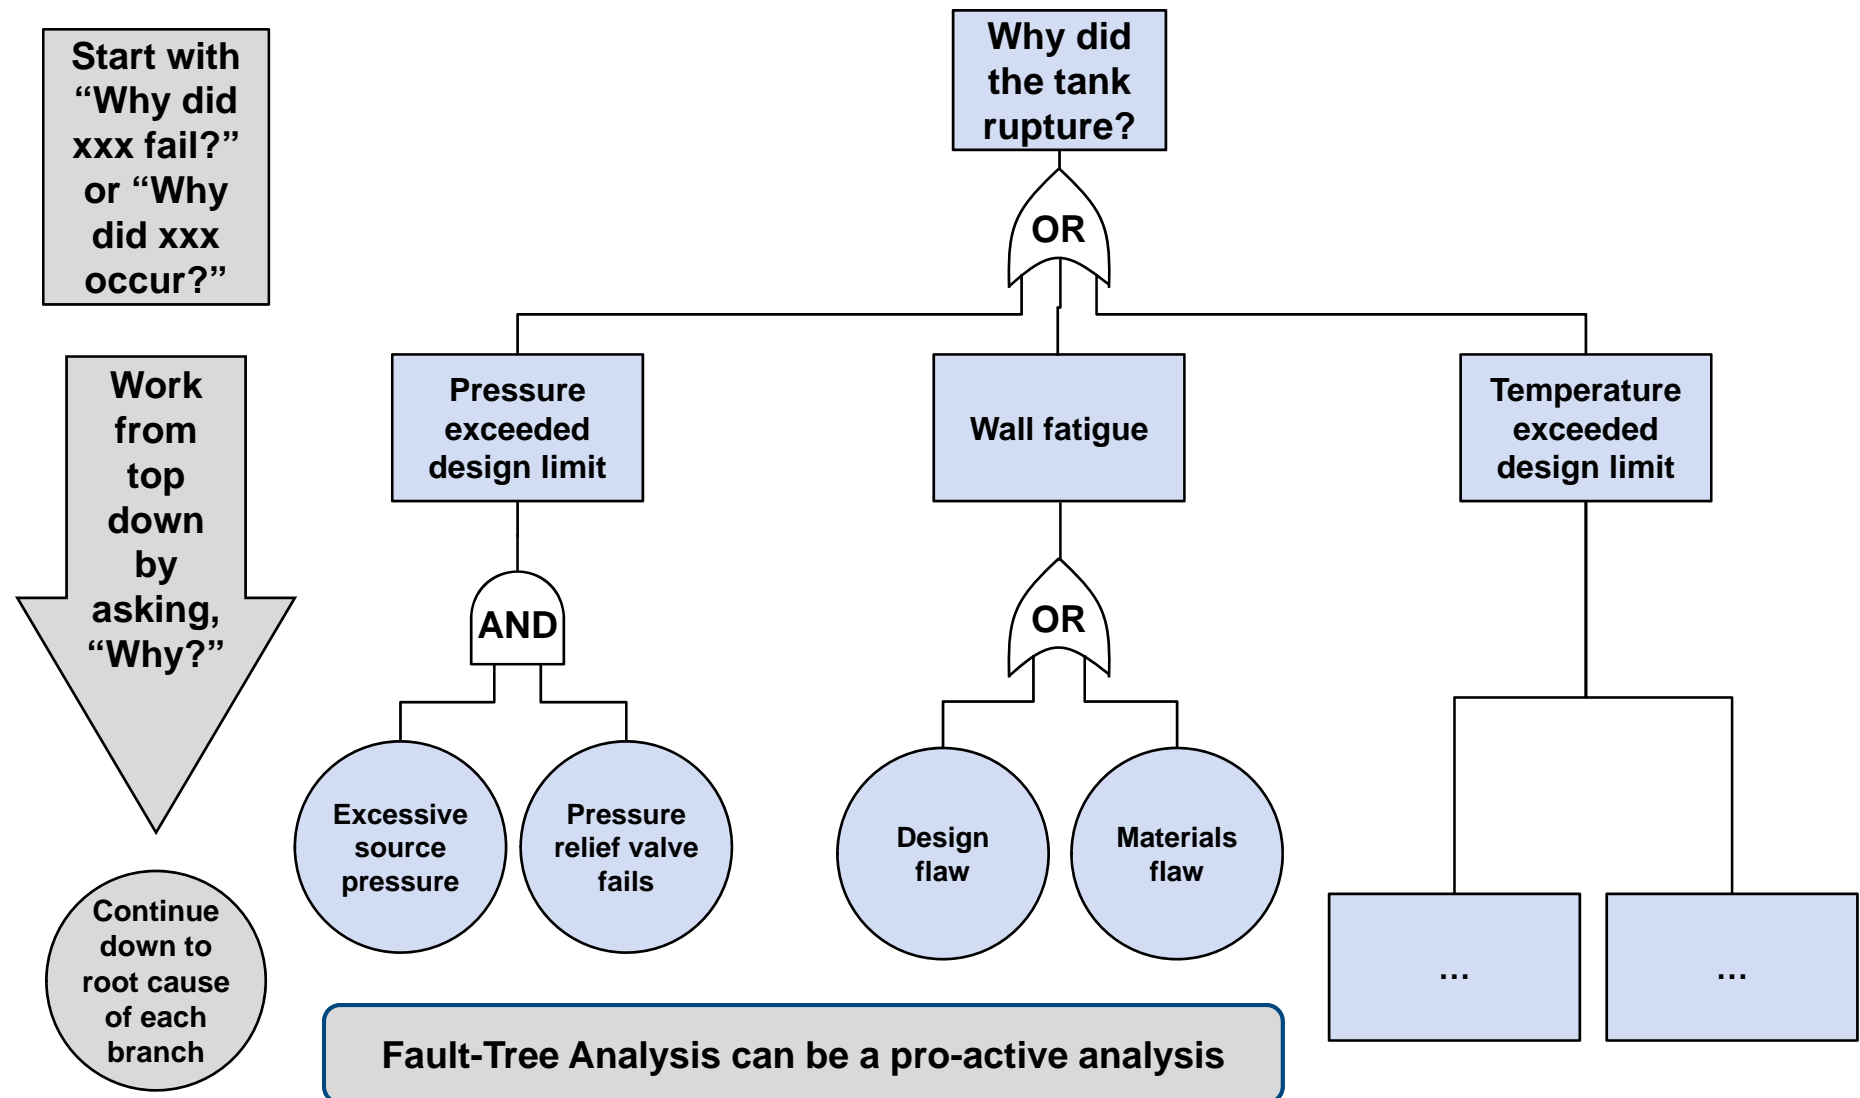 Start with
“Why did
xxx fail?”
or “Why
did xxx
occur?”
Work
from
top
down
by
asking,
“Why?”
Continue
down to
root cause
of each
branch
Why did
the tank
rupture?
OR
Pressure
exceeded
design limit
Wall fatigue
Temperature
exceeded
design limit
AND
OR
Excessive
source
pressure
Pressure
relief valve
fails
Design
flaw
Materials
flaw
...
...
Fault-Tree Analysis can be a pro-active analysis